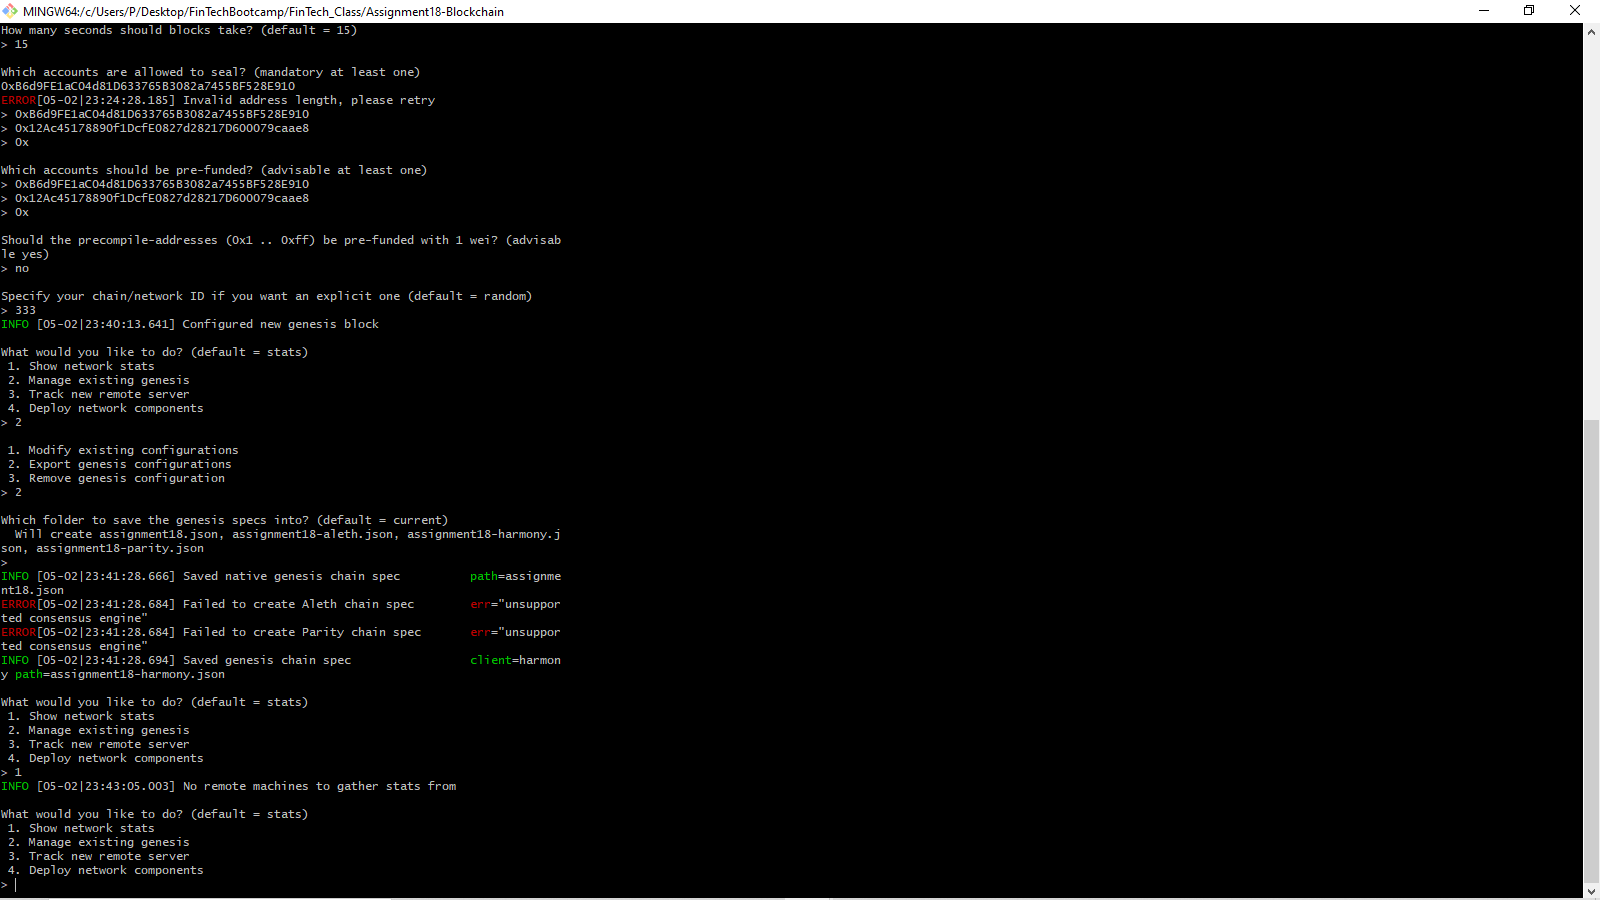 MINGW64:/c/Users/P/Desktop/FinTechBootcamp/FinTech_Class/Assignment18-Blockchain
How many seconds should blocks take? (default = 15)
> 15
Which accounts are allowed to seal? (mandatory at least one)
0xB6d9FE1aC04d81D633765B3082a7455BF528E910
ERROR[05-02|23:24:28.185] Invalid address length, please retry
> 0xB6d9FE1aC04d81D633765B3082a7455BF528E910
> 0x12Ac45178890f1DcfE0827d28217D600079caae8
> 0x
Which accounts should be pre-funded? (advisable at least one)
> 0xB6d9FE1aC04d81D633765B3082a7455BF528E910
> 0x12Ac45178890f1DcfE0827d28217D600079caae8
> 0x
Should the precompile-addresses (0x1 .. 0xff) be pre-funded with 1 wei? (advisab
le yes)
> no
Specify your chain/network ID if you want an explicit one (default = random)
> 333
INFO [05-02|23:40:13.641] Configured new genesis block
What would you like to do? (default = stats)
1. Show network stats
2. Manage existing genesis
3. Track new remote server
4. Deploy network components
> 2
1. Modify existing configurations
2. Export genesis configurations
3. Remove genesis configuration
> 2
Which folder to save the genesis specs into? (default = current)
Will create assignment18.json, assignment18-aleth.json, assignment18-harmony.j
son, assignment18-parity.json
>
INFO [05-02|23:41:28.666] Saved native genesis chain spec path=assignme
nt18.json
ERROR[05-02|23:41:28.684] Failed to create Aleth chain spec err="unsuppor
ted consensus engine"
ERROR[05-02|23:41:28.684] Failed to create Parity chain spec err="unsuppor
ted consensus engine"
INFO [05-02|23:41:28.694] Saved genesis chain spec client=harmon
y path=assignment18-harmony.json
What would you like to do? (default = stats)
1. Show network stats
2. Manage existing genesis
3. Track new remote server
4. Deploy network components
> 1
INFO [05-02|23:43:05.003] No remote machines to gather stats from
What would you like to do? (default = stats)
1. Show network stats
2. Manage existing genesis
3. Track new remote server
4. Deploy network components
>